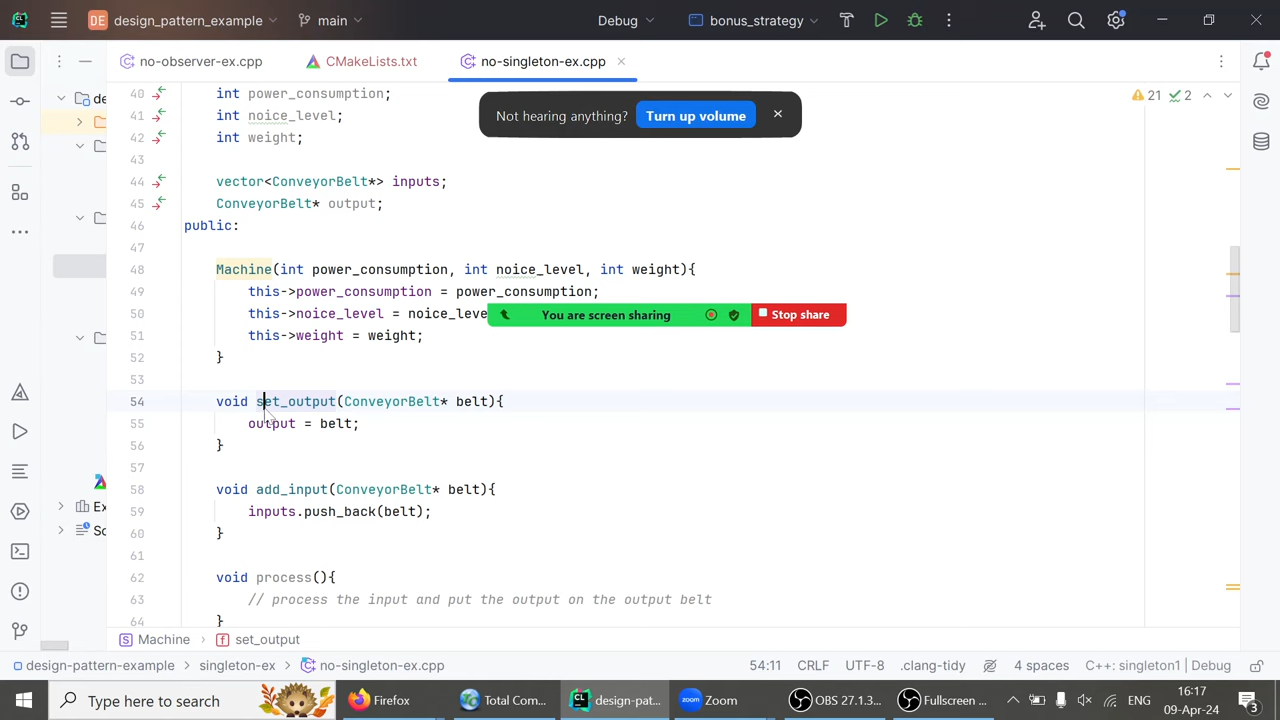 DE design_pattern_example main Debug bonus_strategy
no-observer-ex.cpp CMakeLists.txt no-singleton-ex.cpp
de
Not hearing anything? Turn up volume
21 2
40 int power_consumption;
41 int noice_level;
42 int weight;
43
44 vector<ConveyorBelt*> inputs;
45 ConveyorBelt* output;
46 public:
47
48 Machine(int power_consumption, int noice_level, int weight){
49 this->power_consumption = power_consumption;
50 this->noice_level = noice_leve
You are screen sharing Stop share
51 this->weight = weight;
52 }
53
54 void set_output(ConveyorBelt* belt){
55 output = belt;
56 }
57
58 void add_input(ConveyorBelt* belt){
59 inputs.push_back(belt);
60 }
61
62 void process(){
63 // process the input and put the output on the output belt
64 }
Ex
Sc
S Machine f set_output
design-pattern-example singleton-ex no-singleton-ex.cpp 54:11 CRLF UTF-8 .clang-tidy 4 spaces C++: singleton1 | Debug
Type here to search Firefox Total Com... design-pat... zoom Zoom OBS 27.1.3... Fullscreen ... ENG 16:17
09-Apr-24 3